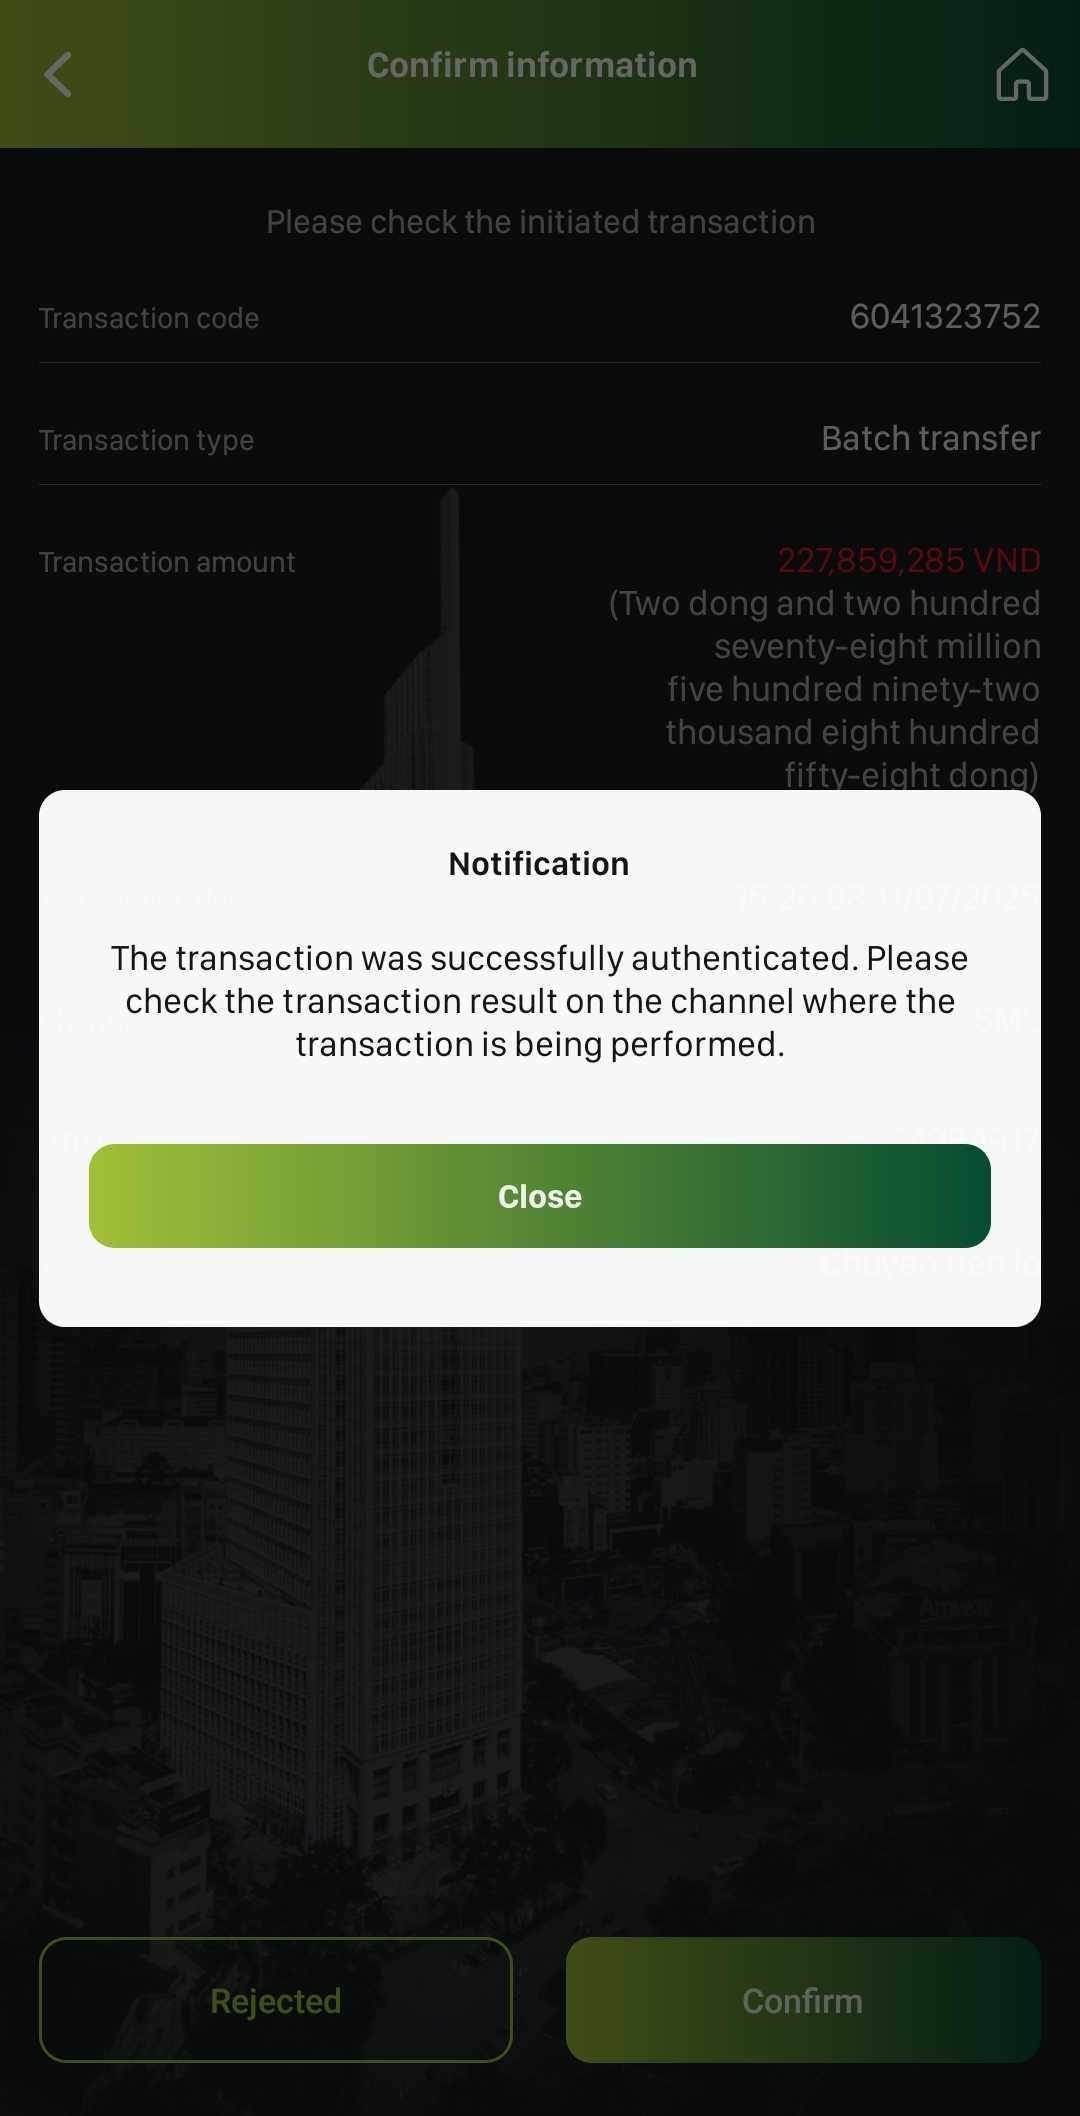 Confirm information
Please check the initiated transaction
Transaction code
6041323752
Transaction type
Batch transfer
Transaction amount
227,859,285 VND
(Two dong and two hundred
seventy-eight million
five hundred ninety-two
thousand eight hundred
fifty-eight dong)
Notification
The transaction was successfully authenticated. Please
check the transaction result on the channel where the
transaction is being performed.
Close
Rejected
Confirm